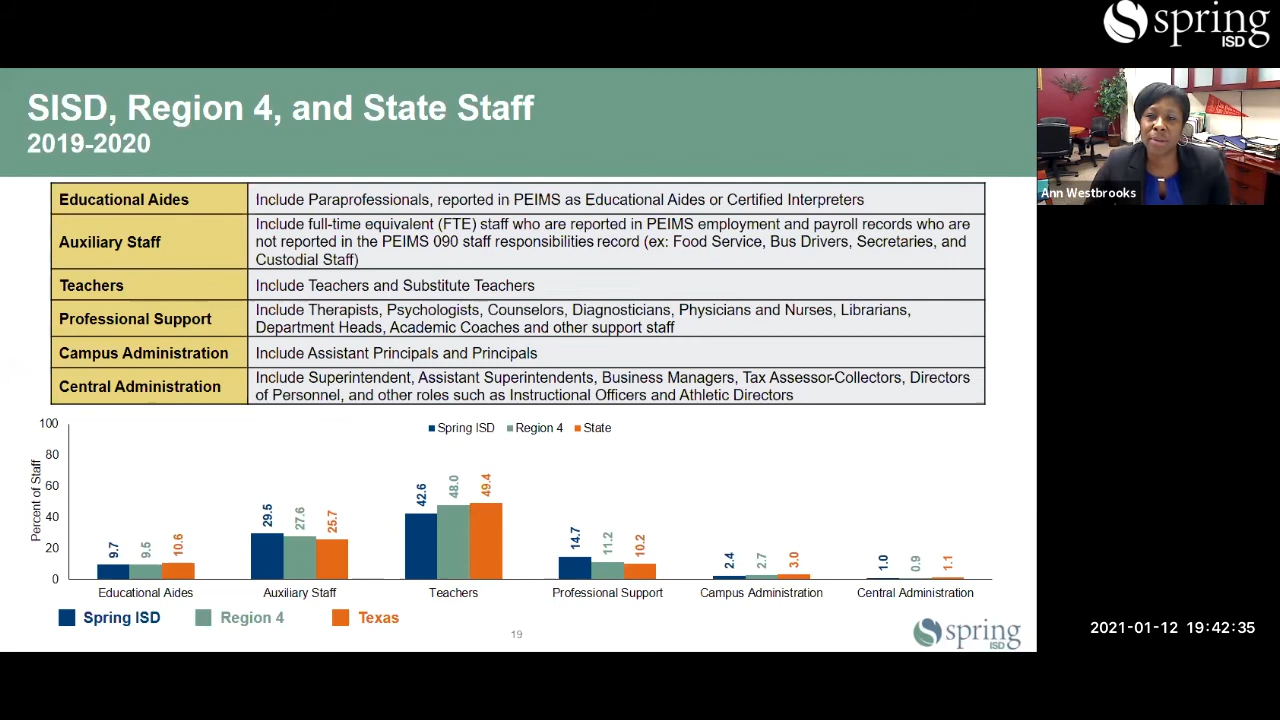 spring
ISD
SISD, Region 4, and State Staff
2019-2020
Ann Westbrooks
Educational Aides
Include Paraprofessionals, reported in PEIMS as Educational Aides or Certified Interpreters
Auxiliary Staff
Include full-time equivalent (FTE) staff who are reported in PEIMS employment and payroll records who are
not reported in the PEIMS 090 staff responsibilities record (ex: Food Service, Bus Drivers, Secretaries, and
Custodial Staff)
Teachers
Include Teachers and Substitute Teachers
Professional Support
Include Therapists, Psychologists, Counselors, Diagnosticians, Physicians and Nurses, Librarians,
Department Heads, Academic Coaches and other support staff
Campus Administration
Include Assistant Principals and Principals
Central Administration
Include Superintendent, Assistant Superintendents, Business Managers, Tax Assessor-Collectors, Directors
of Personnel, and other roles such as Instructional Officers and Athletic Directors
Percent of Staff
100
80
60
40
20
0
Spring ISD Region 4 State
9.7 9.5 10.6
29.5 27.6 25.7
42.6 48.0 49.4
14.7 11.2 10.2
2.4 2.7 3.0
1.0 0.9 1.1
Educational Aides Auxiliary Staff Teachers Professional Support Campus Administration Central Administration
Spring ISD Region 4 Texas
19
spring
ISD
2021-01-12 19:42:35